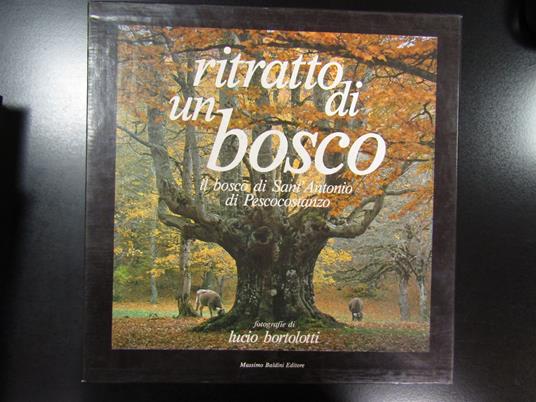 ritratto
di
un
bosco
il bosco di Sant'Antonio
di Pescocostanzo
fotografie di
lucio bortolotti
Massimo Baldini Editore